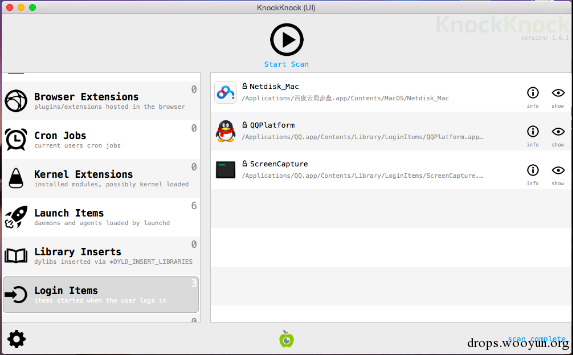 KnockKnock (UI)
KnockKnock
version: 1.6.1
Start Scan
0
Browser Extensions
plugins/extensions hosted in the browser
0
Cron Jobs
current users cron jobs
0
Kernel Extensions
installed modules, possibly kernel loaded
6
Launch Items
daemons and agents loaded by launchd
0
Library Inserts
dylibs inserted via *DYLD_INSERT_LIBRARIES
3
Login Items
items started when the user logs in
0
Netdisk_Mac
/Applications/百度云同步盘.app/Contents/MacOS/Netdisk_Mac
info
show
QQPlatform
/Applications/QQ.app/Contents/Library/LoginItems/QQPlatform.app…
info
show
ScreenCapture
/Applications/QQ.app/Contents/Library/LoginItems/ScreenCapture.…
info
show
scan complete
drops.wooyun.org